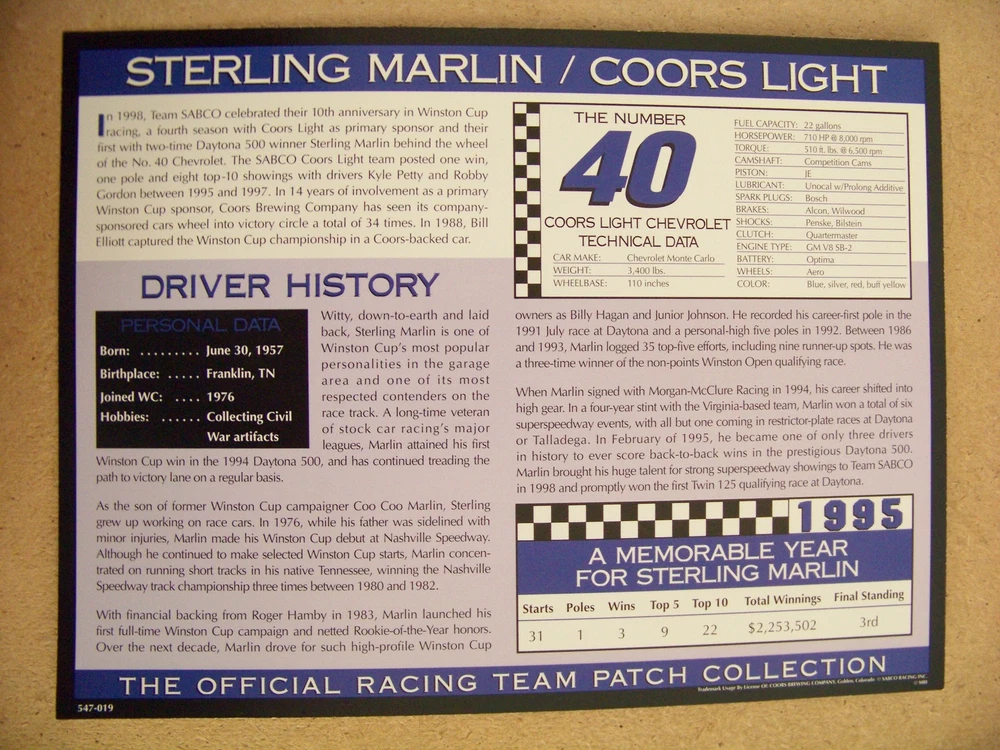 STERLING MARLIN / COORS LIGHT
In 1998, Team SABCO celebrated their 10th anniversary in Winston Cup
racing, a fourth season with Coors Light as primary sponsor and their
first with two-time Daytona 500 winner Sterling Marlin behind the wheel
of the No. 40 Chevrolet. The SABCO Coors Light team posted one win,
one pole and eight top-10 showings with drivers Kyle Petty and Robby
Gordon between 1995 and 1997. In 14 years of involvement as a primary
Winston Cup sponsor, Coors Brewing Company has seen its company-
sponsored cars wheel into victory circle a total of 34 times. In 1988, Bill
Elliott captured the Winston Cup championship in a Coors-backed car.
THE NUMBER
40
COORS LIGHT CHEVROLET
TECHNICAL DATA
CAR MAKE: Chevrolet Monte Carlo
WEIGHT: 3,400 lbs.
WHEELBASE: 110 inches
FUEL CAPACITY: 22 gallons
HORSEPOWER: 710 HP @ 8,000 rpm
TORQUE: 510 ft. lbs. @ 6,500 rpm
CAMSHAFT: Competition Cams
PISTON: JE
LUBRICANT: Unocal w/Prolong Additive
SPARK PLUGS: Bosch
BRAKES: Alcon, Wilwood
SHOCKS: Penske, Bilstein
CLUTCH: Quartermaster
ENGINE TYPE: GM V8 SB-2
BATTERY: Optima
WHEELS: Aero
COLOR: Blue, silver, red, buff yellow
DRIVER HISTORY
PERSONAL DATA
Born: ......... June 30, 1957
Birthplace: ..... Franklin, TN
Joined WC: .... 1976
Hobbies: ...... Collecting Civil
War artifacts
Witty, down-to-earth and laid
back, Sterling Marlin is one of
Winston Cup's most popular
personalities in the garage
area and one of its most
respected contenders on the
race track. A long-time veteran
of stock car racing's major
leagues, Marlin attained his first
Winston Cup win in the 1994 Daytona 500, and has continued treading the
path to victory lane on a regular basis.
As the son of former Winston Cup campaigner Coo Coo Marlin, Sterling
grew up working on race cars. In 1976, while his father was sidelined with
minor injuries, Marlin made his Winston Cup debut at Nashville Speedway.
Although he continued to make selected Winston Cup starts, Marlin concen-
trated on running short tracks in his native Tennessee, winning the Nashville
Speedway track championship three times between 1980 and 1982.
With financial backing from Roger Hamby in 1983, Marlin launched his
first full-time Winston Cup campaign and netted Rookie-of-the-Year honors.
Over the next decade, Marlin drove for such high-profile Winston Cup
owners as Billy Hagan and Junior Johnson. He recorded his career-first pole in the
1991 July race at Daytona and a personal-high five poles in 1992. Between 1986
and 1993, Marlin logged 35 top-five efforts, including nine runner-up spots. He was
a three-time winner of the non-points Winston Open qualifying race.
When Marlin signed with Morgan-McClure Racing in 1994, his career shifted into
high gear. In a four-year stint with the Virginia-based team, Marlin won a total of six
superspeedway events, with all but one coming in restrictor-plate races at Daytona
or Talladega. In February of 1995, he became one of only three drivers
in history to ever score back-to-back wins in the prestigious Daytona 500.
Marlin brought his huge talent for strong superspeedway showings to Team SABCO
in 1998 and promptly won the first Twin 125 qualifying race at Daytona.
1995
A MEMORABLE YEAR
FOR STERLING MARLIN
Starts Poles Wins Top 5 Top 10 Total Winnings Final Standing
31 1 3 9 22 $2,253,502 3rd
THE OFFICIAL RACING TEAM PATCH COLLECTION
Trademark Usage By License OF COORS BREWING COMPANY, Golden, Colorado © SABCO RACING INC.
© MBI
547-019